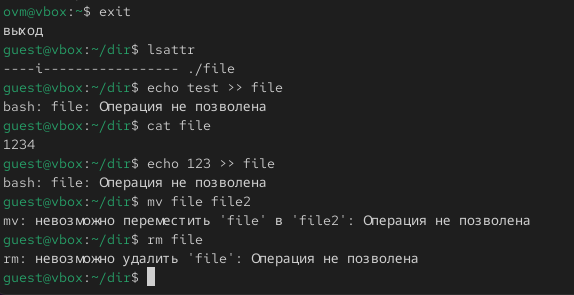 ovm@vbox:~$ exit
выход
guest@vbox:~/dir$ lsattr
----i----------------- ./file
guest@vbox:~/dir$ echo test >> file
bash: file: Операция не позволена
guest@vbox:~/dir$ cat file
1234
guest@vbox:~/dir$ echo 123 >> file
bash: file: Операция не позволена
guest@vbox:~/dir$ mv file file2
mv: невозможно переместить 'file' в 'file2': Операция не позволена
guest@vbox:~/dir$ rm file
rm: невозможно удалить 'file': Операция не позволена
guest@vbox:~/dir$